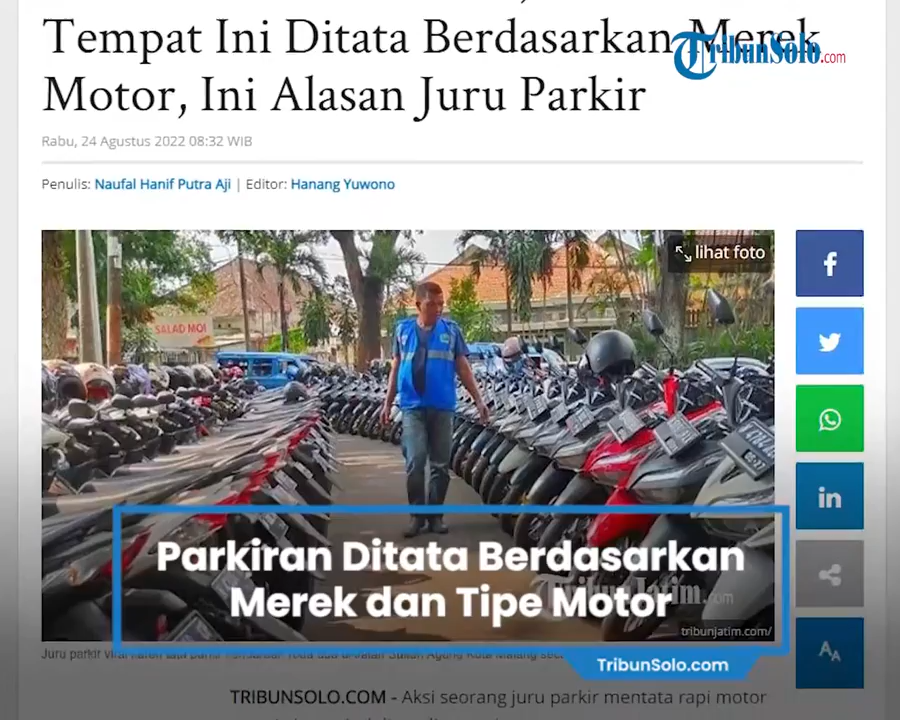 Tempat Ini Ditata Berdasarkan Merek
TribunSolo.com
Motor, Ini Alasan Juru Parkir
Rabu, 24 Agustus 2022 08:32 WIB
Penulis: Naufal Hanif Putra Aji | Editor: Hanang Yuwono
lihat foto
SALAD MOI
Parkiran Ditata Berdasarkan
Merek dan Tipe Motor
TribunJatim.com
tribunjatim.com/
TribunSolo.com
TRIBUNSOLO.COM - Aksi seorang juru parkir mentata rapi motor